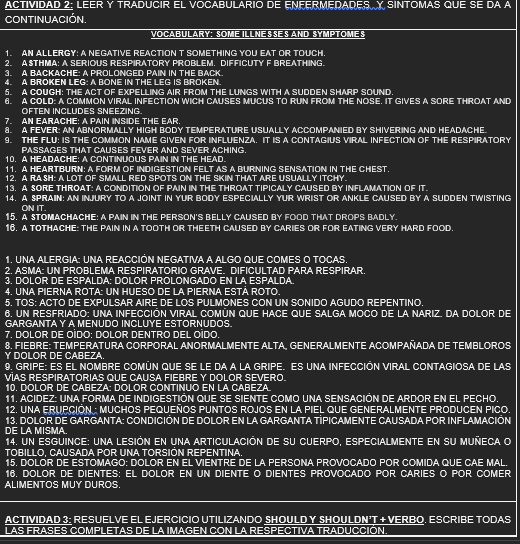 ACTIVIDAD 2: LEER Y TRADUCIR EL VOCABULARIO DE ENFERMEDADES Y SINTOMAS QUE SE DA A
CONTINUACIÓN.
VOCABULARY: SOME ILLNESSES AND SYMPTOMES
1. AN ALLERGY: A NEGATIVE REACTION T SOMETHING YOU EAT OR TOUCH.
2. ASTHMA: A SERIOUS RESPIRATORY PROBLEM. DIFFICUTY F BREATHING.
3. A BACKACHE: A PROLONGED PAIN IN THE BACK.
4. A BROKEN LEG: A BONE IN THE LEG IS BROKEN.
5. A COUGH: THE ACT OF EXPELLING AIR FROM THE LUNGS WITH A SUDDEN SHARP SOUND.
6. A COLD: A COMMON VIRAL INFECTION WICH CAUSES MUCUS TO RUN FROM THE NOSE. IT GIVES A SORE THROAT AND
OFTEN INCLUDES SNEEZING.
7. AN EARACHE: A PAIN INSIDE THE EAR.
8. A FEVER: AN ABNORMALLY HIGH BODY TEMPERATURE USUALLY ACCOMPANIED BY SHIVERING AND HEADACHE.
9. THE FLU: IS THE COMMON NAME GIVEN FOR INFLUENZA. IT IS A CONTAGIUS VIRAL INFECTION OF THE RESPIRATORY
PASSAGES THAT CAUSES FEVER AND SEVER ACHING.
10. A HEADACHE: A CONTINUOUS PAIN IN THE HEAD.
11. A HEARTBURN: A FORM OF INDIGESTION FELT AS A BURNING SENSATION IN THE CHEST.
12. A RASH: A LOT OF SMALL RED SPOTS ON THE SKIN THAT ARE USUALLY ITCHY.
13. A SORE THROAT: A CONDITION OF PAIN IN THE THROAT TIPICALY CAUSED BY INFLAMATION OF IT.
14. A SPRAIN: AN INJURY TO A JOINT IN YUR BODY ESPECIALLY YUR WRIST OR ANKLE CAUSED BY A SUDDEN TWISTING
ON IT.
15. A STOMACHACHE: A PAIN IN THE PERSON'S BELLY CAUSED BY FOOD THAT DROPS BADLY.
16. A TOTHACHE: THE PAIN IN A TOOTH OR THEETH CAUSED BY CARIES OR FOR EATING VERY HARD FOOD.
1. UNA ALERGIA: UNA REACCIÓN NEGATIVA A ALGO QUE COMES O TOCAS.
2. ASMA: UN PROBLEMA RESPIRATORIO GRAVE. DIFICULTAD PARA RESPIRAR.
3. DOLOR DE ESPALDA: DOLOR PROLONGADO EN LA ESPALDA.
4. UNA PIERNA ROTA: UN HUESO DE LA PIERNA ESTÁ ROTO.
5. TOS: ACTO DE EXPULSAR AIRE DE LOS PULMONES CON UN SONIDO AGUDO REPENTINO.
6. UN RESFRIADO: UNA INFECCIÓN VIRAL COMÚN QUE HACE QUE SALGA MOCO DE LA NARIZ. DA DOLOR DE
GARGANTA Y A MENUDO INCLUYE ESTORNUDOS.
7. DOLOR DE OÍDO: DOLOR DENTRO DEL OÍDO.
8. FIEBRE: TEMPERATURA CORPORAL ANORMALMENTE ALTA, GENERALMENTE ACOMPAÑADA DE TEMBLOROS
Y DOLOR DE CABEZA.
9. GRIPE: ES EL NOMBRE COMÚN QUE SE LE DA A LA GRIPE. ES UNA INFECCIÓN VIRAL CONTAGIOSA DE LAS
VÍAS RESPIRATORIAS QUE CAUSA FIEBRE Y DOLOR SEVERO.
10. DOLOR DE CABEZA: DOLOR CONTINUO EN LA CABEZA.
11. ACIDEZ: UNA FORMA DE INDIGESTIÓN QUE SE SIENTE COMO UNA SENSACIÓN DE ARDOR EN EL PECHO.
12. UNA ERUPCIÓN : MUCHOS PEQUEÑOS PUNTOS ROJOS EN LA PIEL QUE GENERALMENTE PRODUCEN PICO.
13. DOLOR DE GARGANTA: CONDICIÓN DE DOLOR EN LA GARGANTA TÍPICAMENTE CAUSADA POR INFLAMACIÓN
DE LA MISMA.
14. UN ESGUINCE: UNA LESIÓN EN UNA ARTICULACIÓN DE SU CUERPO, ESPECIALMENTE EN SU MUÑECA O
TOBILLO, CAUSADA POR UNA TORSIÓN REPENTINA.
15. DOLOR DE ESTOMAGO: DOLOR EN EL VIENTRE DE LA PERSONA PROVOCADO POR COMIDA QUE CAE MAL.
16. DOLOR DE DIENTES: EL DOLOR EN UN DIENTE O DIENTES PROVOCADO POR CARIES O POR COMER
ALIMENTOS MUY DUROS.
ACTIVIDAD 3: RESUELVE EL EJERCICIO UTILIZANDO SHOULD Y SHOULDN'T + VERBO. ESCRIBE TODAS
LAS FRASES COMPLETAS DE LA IMAGEN CON LA RESPECTIVA TRADUCCIÓN.